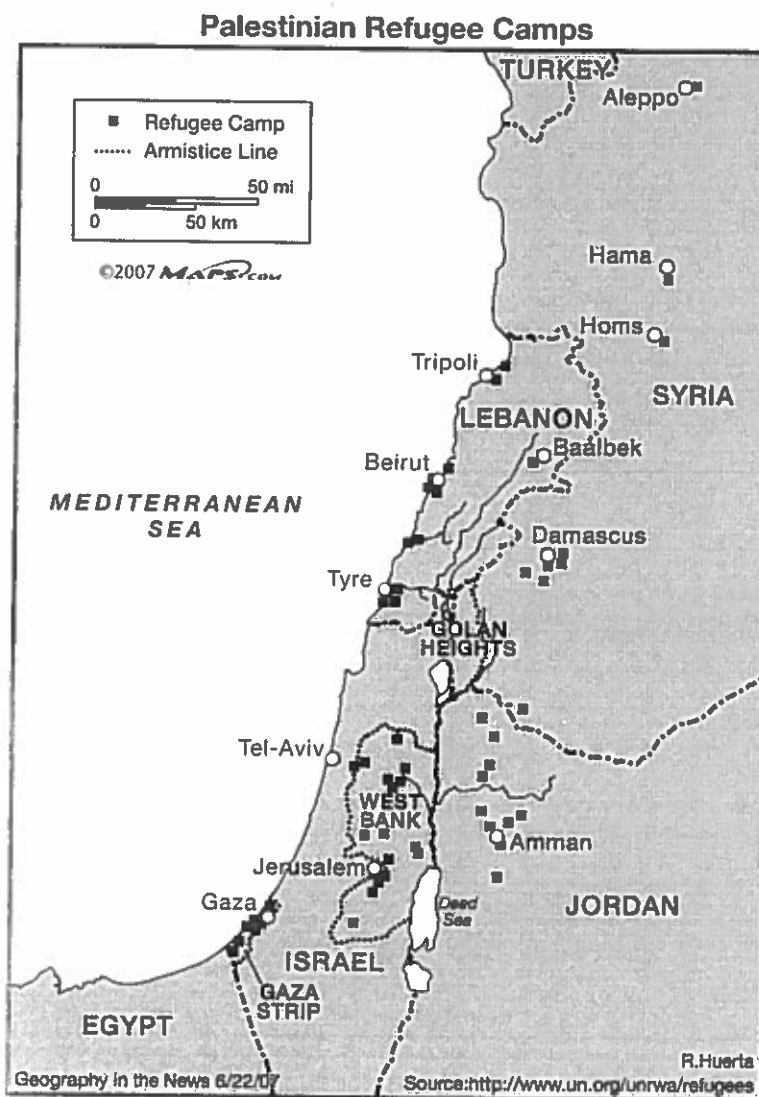 Palestinian Refugee Camps
TURKEY
Aleppo
Refugee Camp
Armistice Line
0 50 mi
0 50 km
©2007 MAPS.COM
Hama
Homs
Tripoli
SYRIA
LEBANON
Baalbek
Beirut
MEDITERRANEAN
SEA
Damascus
Tyre
GOLAN
HEIGHTS
Tel-Aviv
WEST
BANK
Amman
Jerusalem
Dead
Sea
Gaza
JORDAN
ISRAEL
GAZA
STRIP
EGYPT
R.Huerta
Geography in the News 6/22/07
Source:http://www.un.org/unrwa/refugees